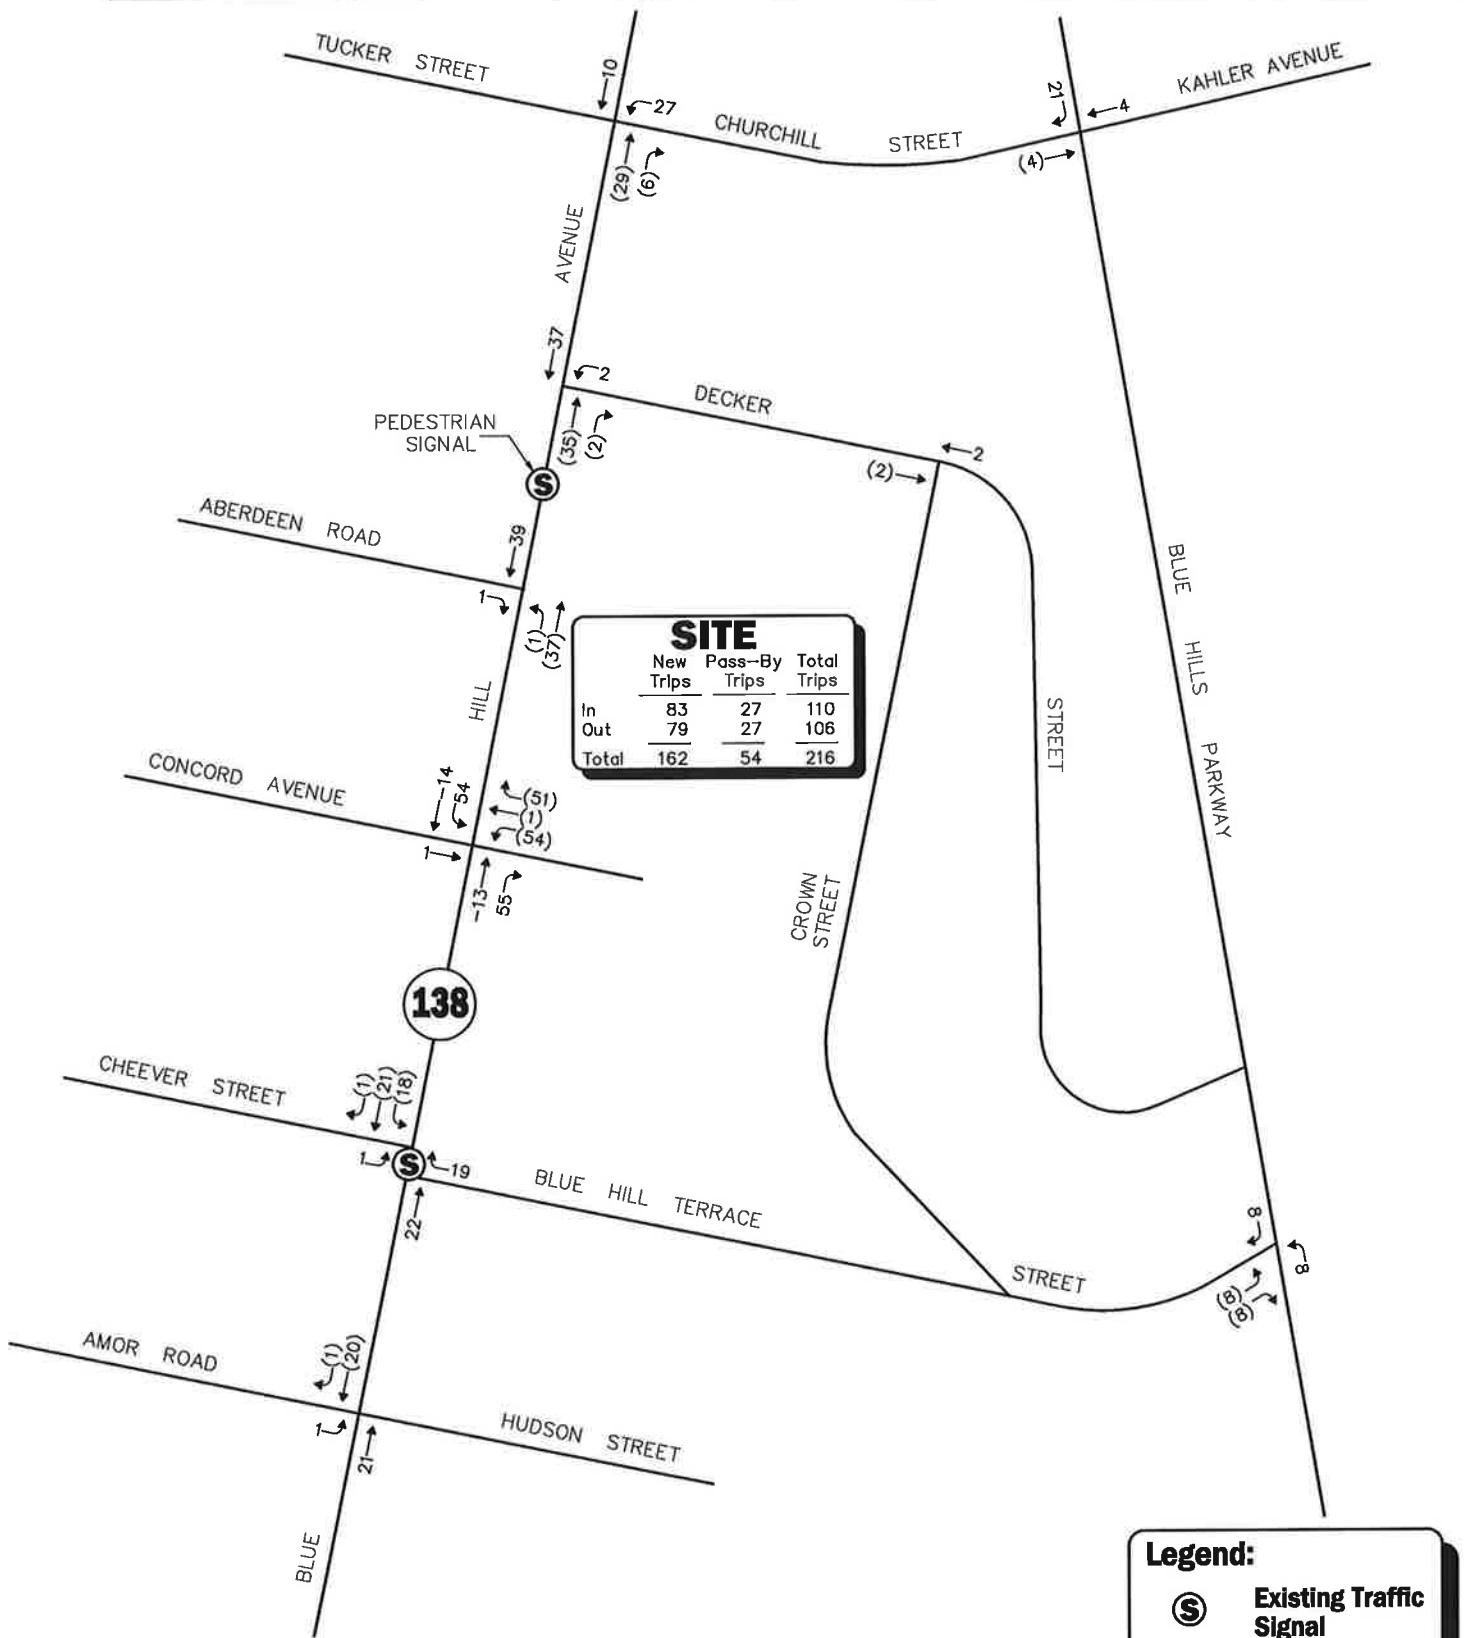 TUCKER STREET
10
27
CHURCHILL STREET
21
4
KAHLER AVENUE
(29)
(6)
(4)
AVENUE
37
2
DECKER
PEDESTRIAN
SIGNAL
S
(35)
(2)
(2)
2
ABERDEEN ROAD
39
1
(1)
(37)
BLUE HILLS PARKWAY
SITE
New Pass-By Total
Trips Trips Trips
In 83 27 110
Out 79 27 106
Total 162 54 216
HILL
STREET
CONCORD AVENUE
-14
54
(51)
(1)
(54)
1
-13
55
CROWN
STREET
138
CHEEVER STREET
(1)
(21)
(18)
1
S
19
22
BLUE HILL TERRACE STREET
8
8
(8)
(8)
AMOR ROAD
(1)
(20)
1
21
HUDSON STREET
BLUE
Legend:
S Existing Traffic
Signal